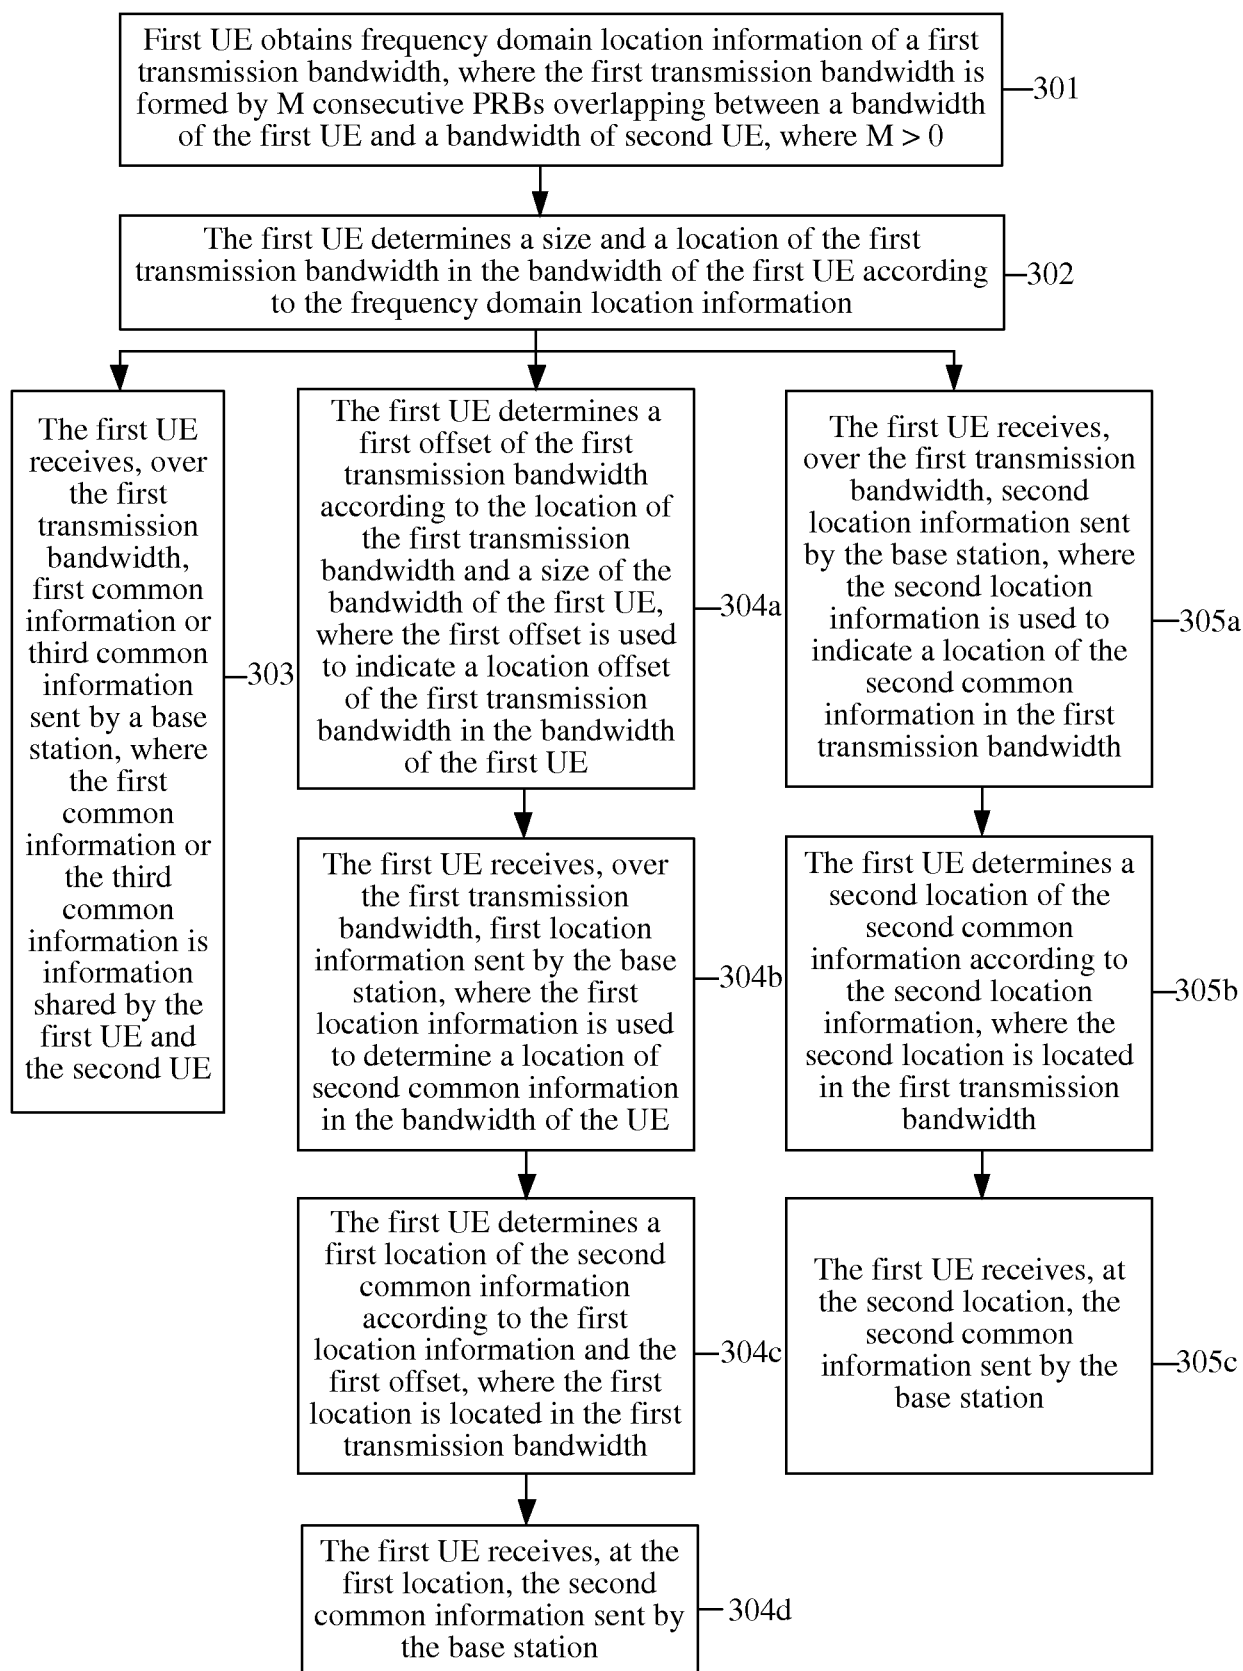 First UE obtains frequency domain location information of a first
transmission bandwidth, where the first transmission bandwidth is
formed by M consecutive PRBs overlapping between a bandwidth
of the first UE and a bandwidth of second UE, where M > 0
301
The first UE determines a size and a location of the first
transmission bandwidth in the bandwidth of the first UE according
to the frequency domain location information
302
The first UE
receives, over
the first
transmission
bandwidth,
first common
information or
third common
information
sent by a base
station, where
the first
common
information or
the third
common
information is
information
shared by the
first UE and
the second UE
303
The first UE determines a
first offset of the first
transmission bandwidth
according to the location of
the first transmission
bandwidth and a size of the
bandwidth of the first UE,
where the first offset is used
to indicate a location offset
of the first transmission
bandwidth in the bandwidth
of the first UE
304a
The first UE receives, over
the first transmission
bandwidth, first location
information sent by the base
station, where the first
location information is used
to determine a location of
second common information
in the bandwidth of the UE
304b
The first UE determines a
first location of the second
common information
according to the first
location information and the
first offset, where the first
location is located in the first
transmission bandwidth
304c
The first UE receives, at the
first location, the second
common information sent by
the base station
304d
The first UE receives,
over the first transmission
bandwidth, second
location information sent
by the base station, where
the second location
information is used to
indicate a location of the
second common
information in the first
transmission bandwidth
305a
The first UE determines a
second location of the
second common
information according to
the second location
information, where the
second location is located
in the first transmission
bandwidth
305b
The first UE receives, at
the second location, the
second common
information sent by the
base station
305c